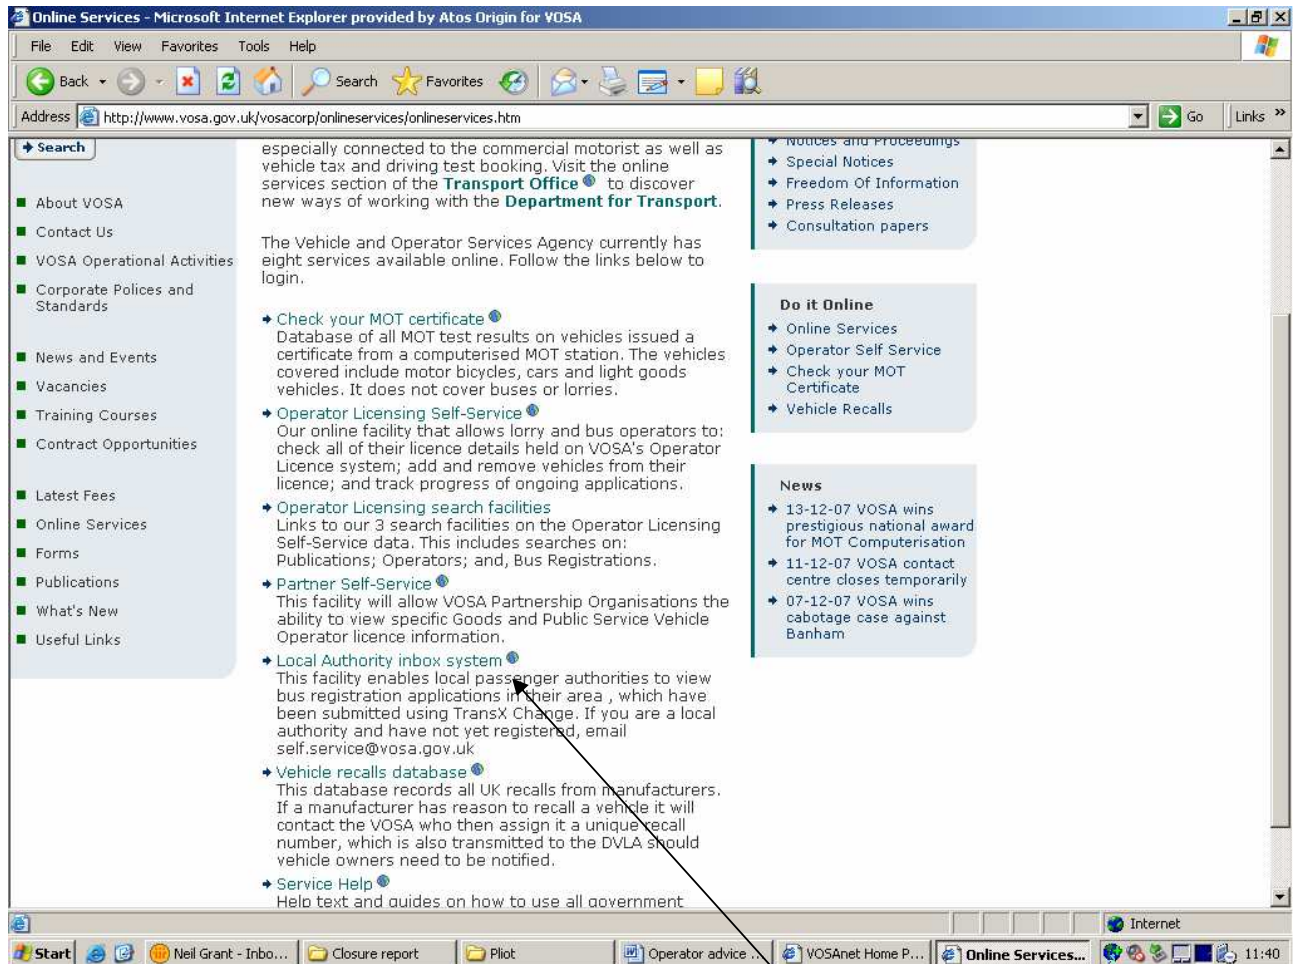 Online Services - Microsoft Internet Explorer provided by Atos Origin for VOSA
File Edit View Favorites Tools Help
Back Search Favorites
Address http://www.vosa.gov.uk/vosacorp/onlineservices/onlineservices.htm Go Links »
Search
About VOSA
Contact Us
VOSA Operational Activities
Corporate Polices and
Standards
News and Events
Vacancies
Training Courses
Contract Opportunities
Latest Fees
Online Services
Forms
Publications
What's New
Useful Links
especially connected to the commercial motorist as well as
vehicle tax and driving test booking. Visit the online
services section of the Transport Office to discover
new ways of working with the Department for Transport.
The Vehicle and Operator Services Agency currently has
eight services available online. Follow the links below to
login.
Check your MOT certificate
Database of all MOT test results on vehicles issued a
certificate from a computerised MOT station. The vehicles
covered include motor bicycles, cars and light goods
vehicles. It does not cover buses or lorries.
Operator Licensing Self-Service
Our online facility that allows lorry and bus operators to:
check all of their licence details held on VOSA's Operator
Licence system; add and remove vehicles from their
licence; and track progress of ongoing applications.
Operator Licensing search facilities
Links to our 3 search facilities on the Operator Licensing
Self-Service data. This includes searches on:
Publications; Operators; and, Bus Registrations.
Partner Self-Service
This facility will allow VOSA Partnership Organisations the
ability to view specific Goods and Public Service Vehicle
Operator licence information.
Local Authority inbox system
This facility enables local passenger authorities to view
bus registration applications in their area , which have
been submitted using TransX Change. If you are a local
authority and have not yet registered, email
self.service@vosa.gov.uk
Vehicle recalls database
This database records all UK recalls from manufacturers.
If a manufacturer has reason to recall a vehicle it will
contact the VOSA who then assign it a unique recall
number, which is also transmitted to the DVLA should
vehicle owners need to be notified.
Service Help
Help text and guides on how to use all government
Notices and Proceedings
Special Notices
Freedom Of Information
Press Releases
Consultation papers
Do it Online
Online Services
Operator Self Service
Check your MOT
Certificate
Vehicle Recalls
News
13-12-07 VOSA wins
prestigious national award
for MOT Computerisation
11-12-07 VOSA contact
centre closes temporarily
07-12-07 VOSA wins
cabotage case against
Banham
Internet
Start Neil Grant - Inbo... Closure report Pliot Operator advice ... VOSAnet Home P... Online Services... 11:40